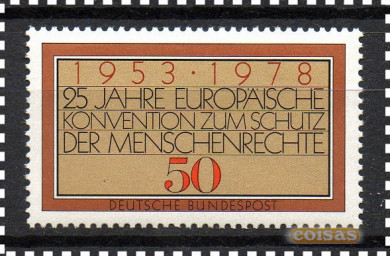 1953·1978
25 JAHRE EUROPÄISCHE
KONVENTION ZUM SCHUTZ
DER MENSCHENRECHTE
50
DEUTSCHE BUNDESPOST
coisas